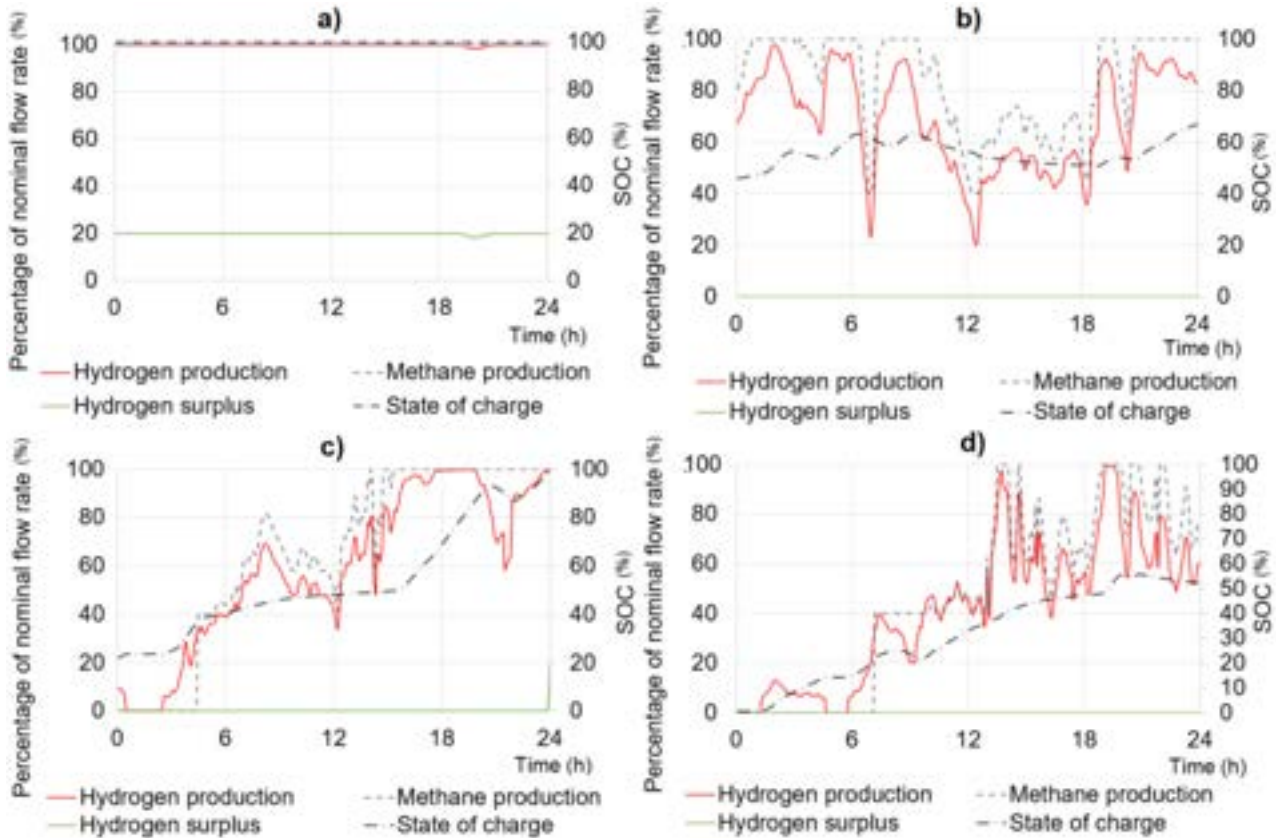 a)
Percentage of nominal flow rate (%)
100
80
60
40
20
0
100
80
60
40
20
0
SOC (%)
0
6
12
18
24
Time (h)
Hydrogen production
Methane production
Hydrogen surplus
State of charge
b)
Percentage of nominal flow rate (%)
100
80
60
40
20
0
100
80
60
40
20
0
SOC (%)
0
6
12
18
24
Time (h)
Hydrogen production
Methane production
Hydrogen surplus
State of charge
c)
Percentage of nominal flow rate (%)
100
80
60
40
20
0
100
80
60
40
20
0
SOC (%)
0
6
12
18
24
Time (h)
Hydrogen production
Methane production
Hydrogen surplus
State of charge
d)
Percentage of nominal flow rate (%)
100
80
60
40
20
0
100
90
80
70
60
50
40
30
20
10
0
SOC (%)
0
6
12
18
24
Time (h)
Hydrogen production
Methane production
Hydrogen surplus
State of charge